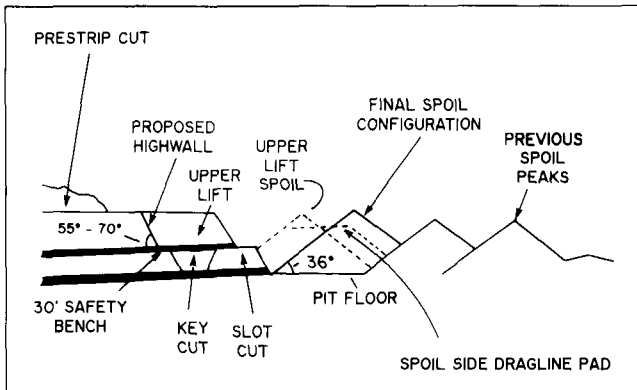 PRESTRIP CUT
PROPOSED
HIGHWALL
UPPER
LIFT
UPPER
LIFT
SPOIL
FINAL SPOIL
CONFIGURATION
PREVIOUS
SPOIL
PEAKS
55° - 70°
36°
PIT FLOOR
30' SAFETY
BENCH
KEY
CUT
SLOT
CUT
SPOIL SIDE DRAGLINE PAD